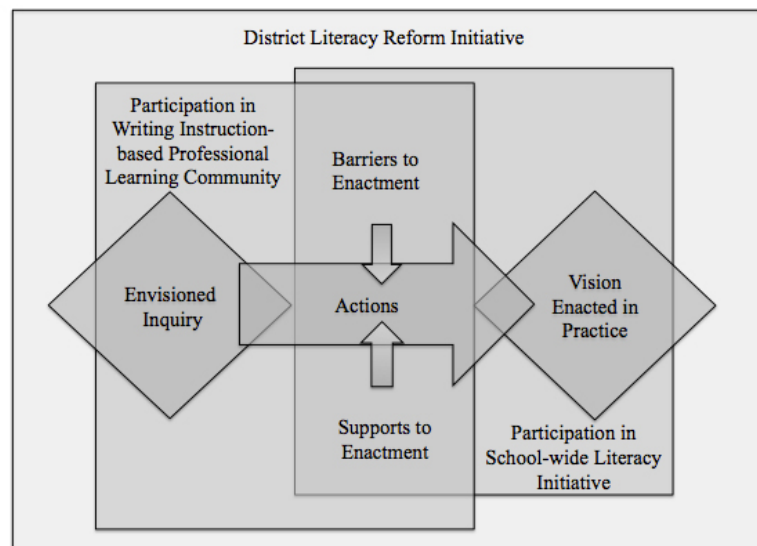 District Literacy Reform Initiative
Participation in
Writing Instruction-
based Professional
Learning Community
Barriers to
Enactment
Envisioned
Inquiry
Actions
Vision
Enacted in
Practice
Supports to
Enactment
Participation in
School-wide Literacy
Initiative